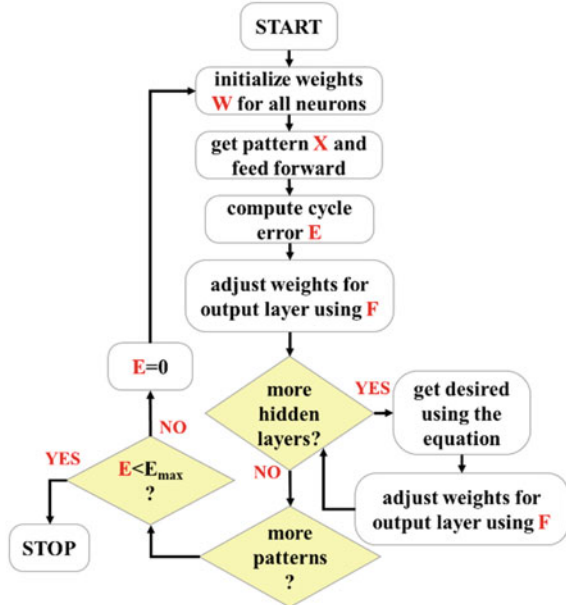 START
initialize weights
W for all neurons
get pattern X and
feed forward
compute cycle
error E
adjust weights for
output layer using F
E=0
more
hidden
layers?
YES
get desired
using the
equation
NO
YES
E<Emax
?
NO
adjust weights for
output layer using F
STOP
more
patterns
?